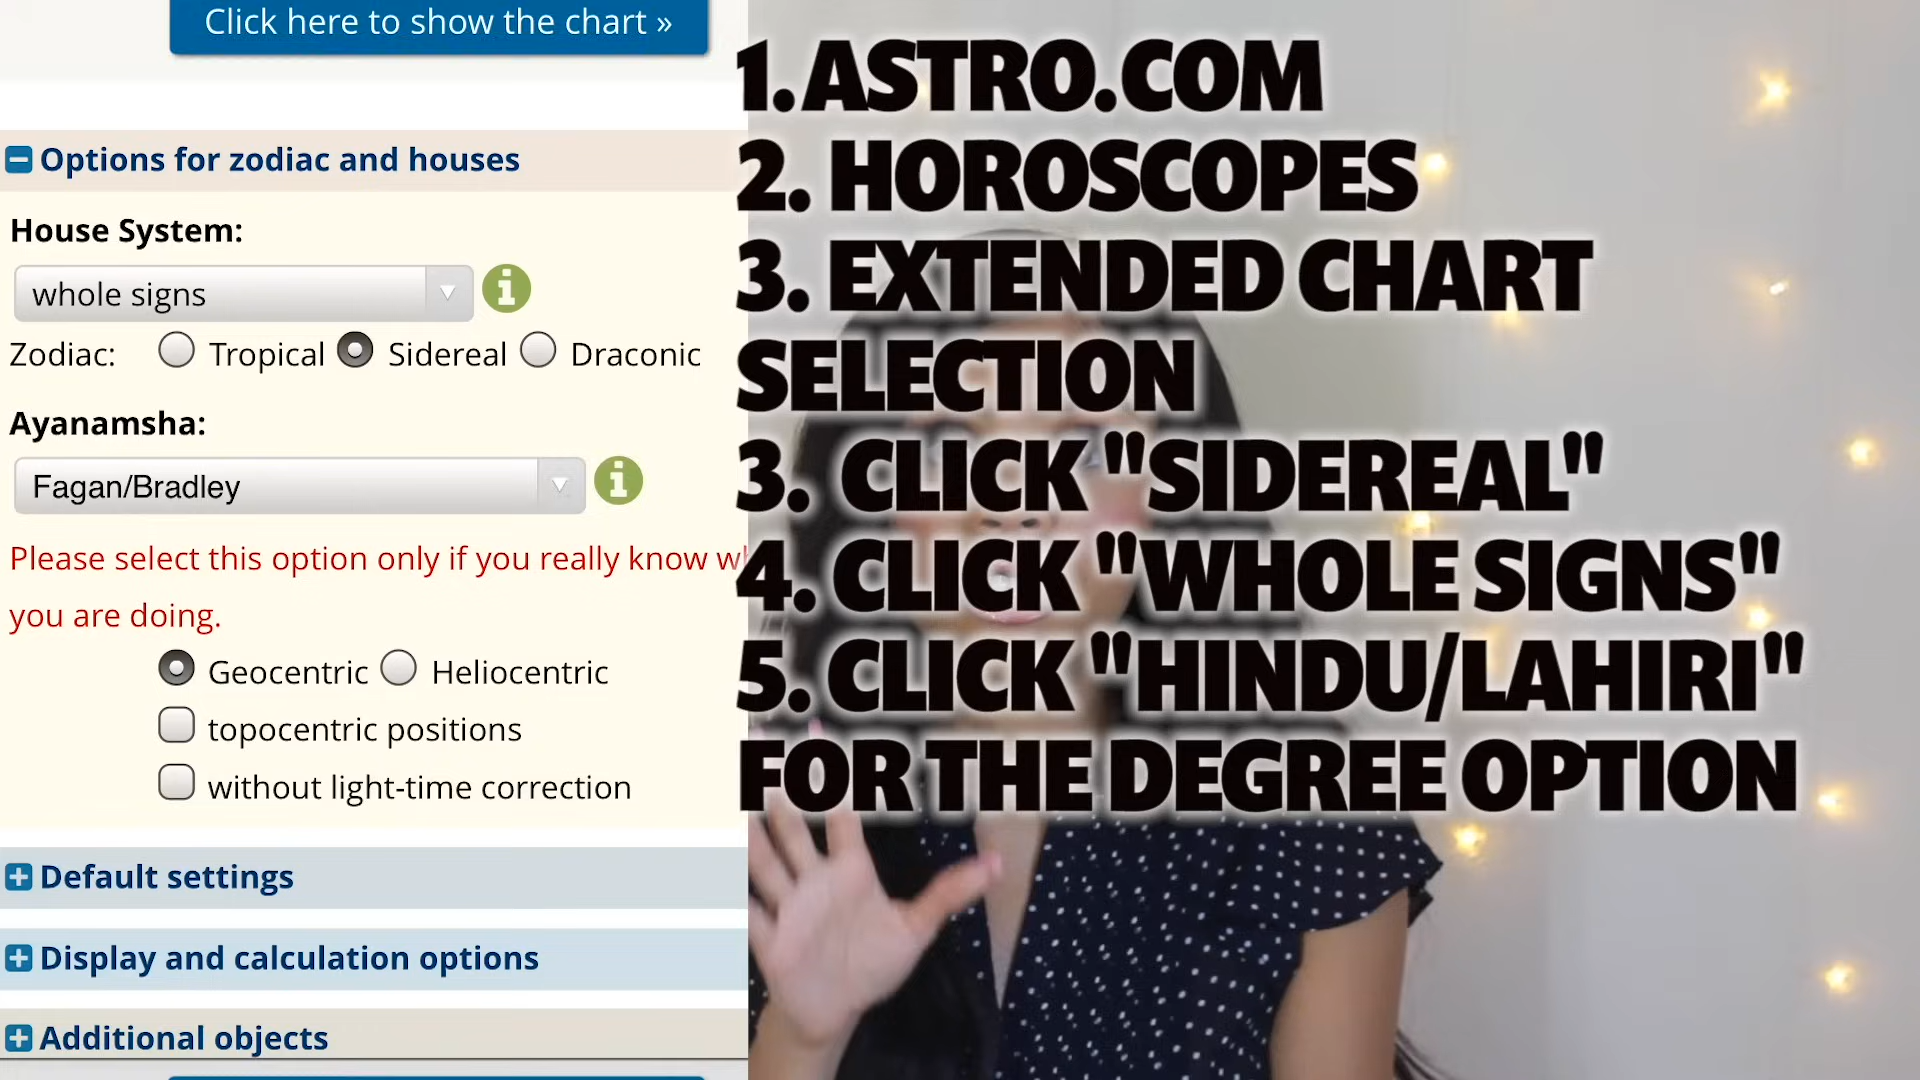 Click here to show the chart »
Options for zodiac and houses
House System:
whole signs
Zodiac: Tropical Sidereal Draconic
Ayanamsha:
Fagan/Bradley
Please select this option only if you really know
you are doing.
Geocentric Heliocentric
topocentric positions
without light-time correction
Default settings
Display and calculation options
Additional objects
1. ASTRO.COM
2. HOROSCOPES
3. EXTENDED CHART
SELECTION
3. CLICK "SIDEREAL"
4. CLICK "WHOLE SIGNS"
5. CLICK "HINDU/LAHIRI"
FOR THE DEGREE OPTION